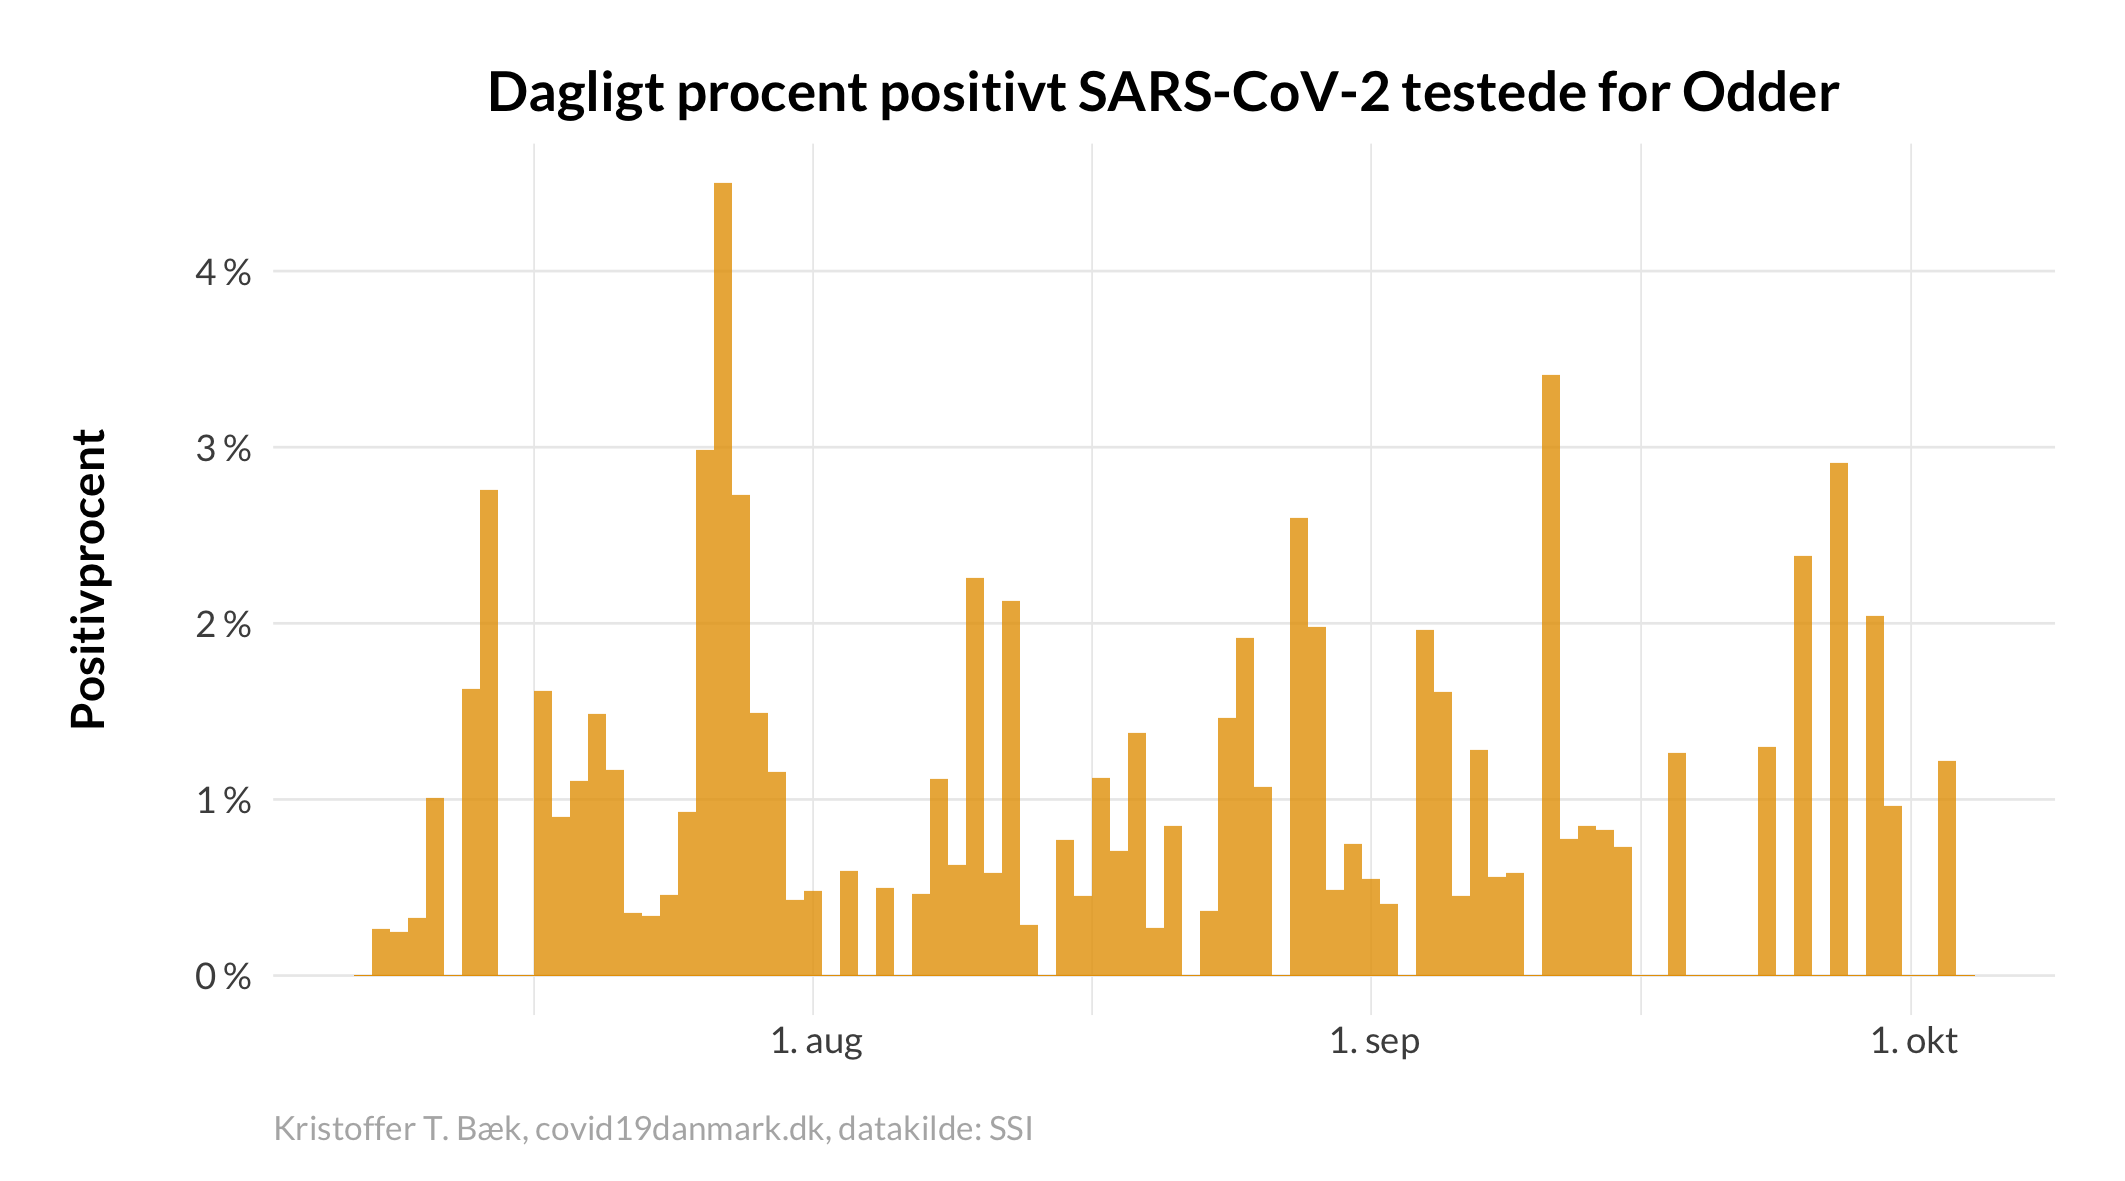 Dagligt procent positivt SARS-CoV-2 testede for Odder
Positivprocent
4 %
3 %
2 %
1 %
0 %
1. aug
1. sep
1. okt
Kristoffer T. Bæk, covid19danmark.dk, datakilde: SSI